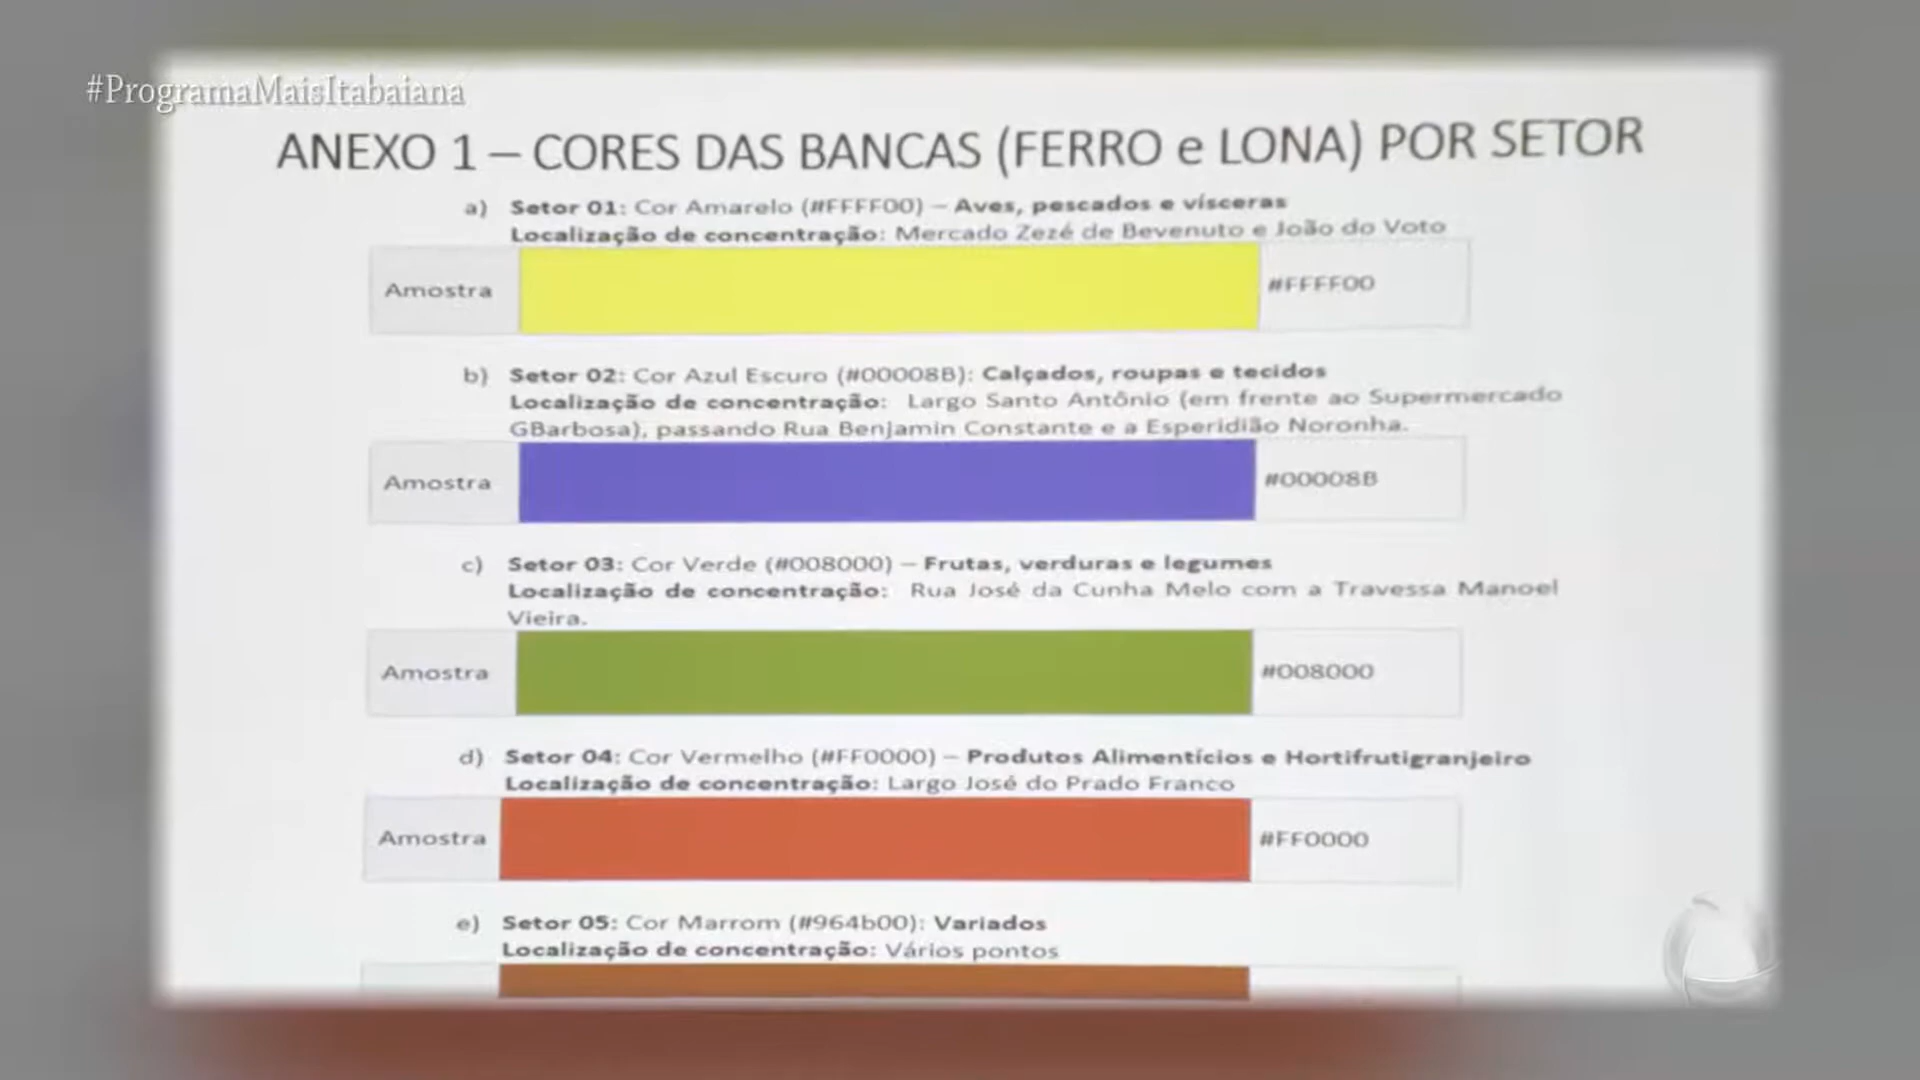 #ProgramaMaisItabaiana
ANEXO 1 – CORES DAS BANCAS (FERRO e LONA) POR SETOR
a) Setor 01: Cor Amarelo (#FFFF00) – Aves, pescados e vísceras
Localização de concentração: Mercado Zezé de Bevenuto e João do Voto
Amostra
#FFFF00
b) Setor 02: Cor Azul Escuro (#00008B): Calçados, roupas e tecidos
Localização de concentração: Largo Santo Antônio (em frente ao Supermercado
GBarbosa), passando Rua Benjamin Constante e a Esperidião Noronha.
Amostra
#00008B
c) Setor 03: Cor Verde (#008000) – Frutas, verduras e legumes
Localização de concentração: Rua José da Cunha Melo com a Travessa Manoel
Vieira.
Amostra
#008000
d) Setor 04: Cor Vermelho (#FF0000) – Produtos Alimentícios e Hortifrutigranjeiro
Localização de concentração: Largo José do Prado Franco
Amostra
#FF0000
e) Setor 05: Cor Marrom (#964b00): Variados
Localização de concentração: Vários pontos